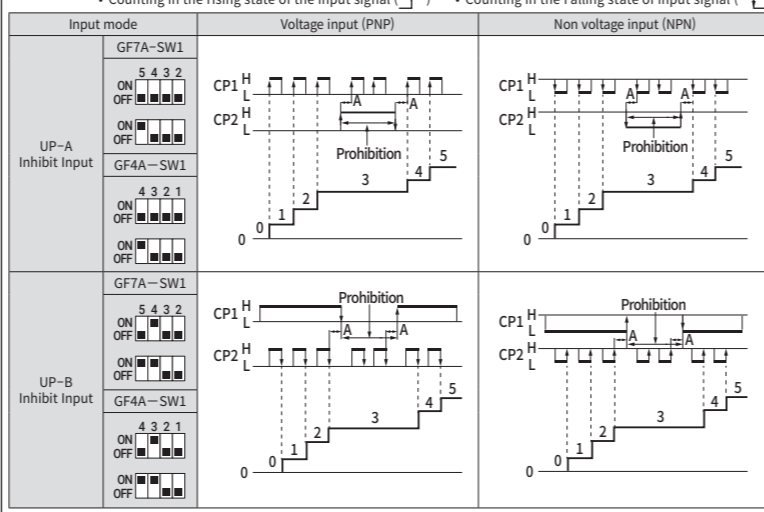 • Counting in the rising state of the input signal ( ) • Counting in the Falling state of input signal (
Input mode Voltage input (PNP) Non voltage input (NPN)
UP-A
Inhibit Input
GF7A-SW1
5 4 3 2
ON
OFF
ON
OFF
GF4A-SW1
4 3 2 1
ON
OFF
ON
OFF
CP1 H
L
A A
CP2 H
L
Prohibition
0 0 1 2 3 4 5
CP1 H
L
A A
CP2 H
L
Prohibition
0 0 1 2 3 4 5
UP-B
Inhibit Input
GF7A-SW1
5 4 3 2
ON
OFF
ON
OFF
GF4A-SW1
4 3 2 1
ON
OFF
ON
OFF
Prohibition
CP1 H
L
A A
CP2 H
L
0 0 1 2 3 4 5
Prohibition
CP1 H
L
A A
CP2 H
L
0 0 1 2 3 4 5